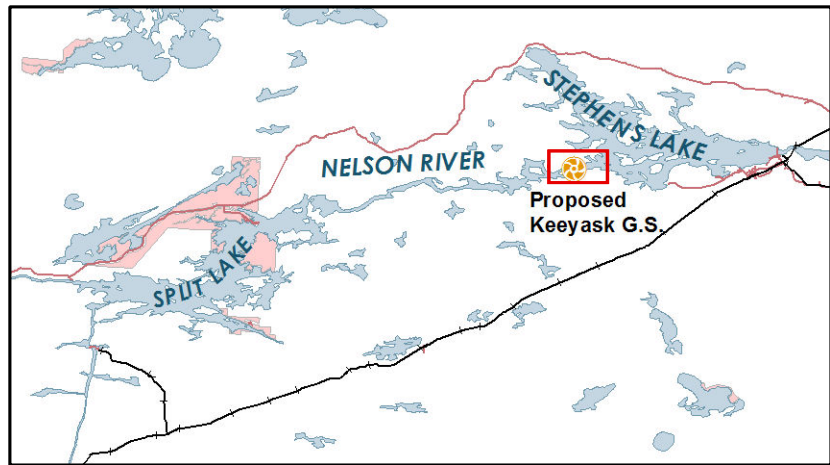 STEPHENS LAKE
NELSON RIVER
Proposed
Keeyask G.S.
SPLIT LAKE